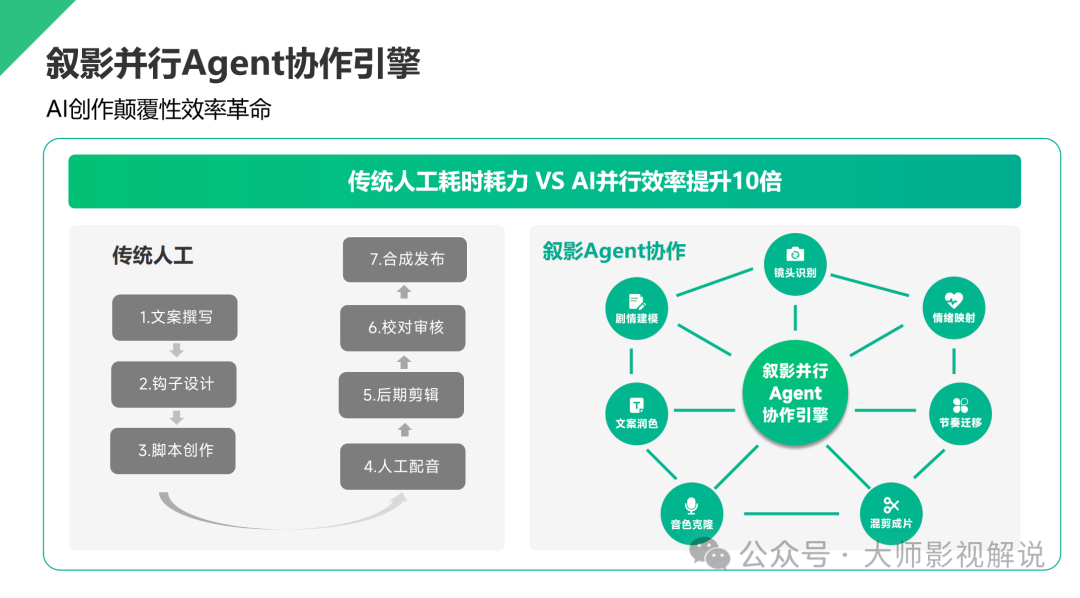 叙影并行Agent协作引擎
AI创作颠覆性效率革命
传统人工耗时耗力 VS AI并行效率提升10倍
传统人工
1.文案撰写
2.钩子设计
3.脚本创作
4.人工配音
5.后期剪辑
6.校对审核
7.合成发布
叙影Agent协作
镜头识别
剧情建模
情绪映射
叙影并行
Agent
协作引擎
文案润色
节奏迁移
音色克隆
混剪成片
公众号 · 大师影视解说